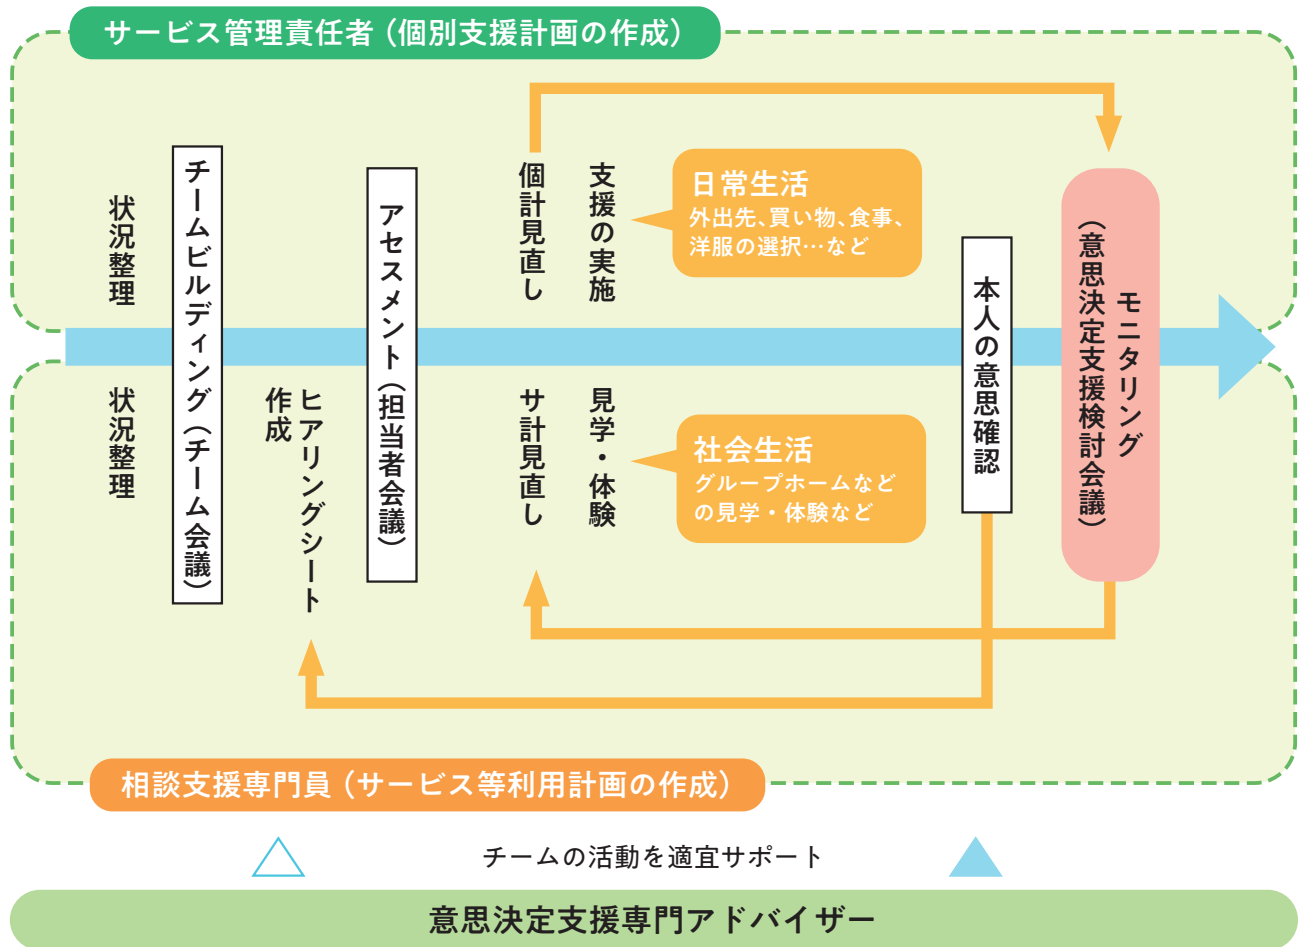 サービス管理責任者（個別支援計画の作成）
状況整理
チームビルディング（チーム会議）
アセスメント（担当者会議）
個計見直し
支援の実施
日常生活
外出先、買い物、食事、
洋服の選択…など
本人の意思確認
モニタリング
（意思決定支援検討会議）
状況整理
ヒアリングシート
作成
サ計見直し
見学・体験
社会生活
グループホームなど
の見学・体験など
相談支援専門員（サービス等利用計画の作成）
チームの活動を適宜サポート
意思決定支援専門アドバイザー